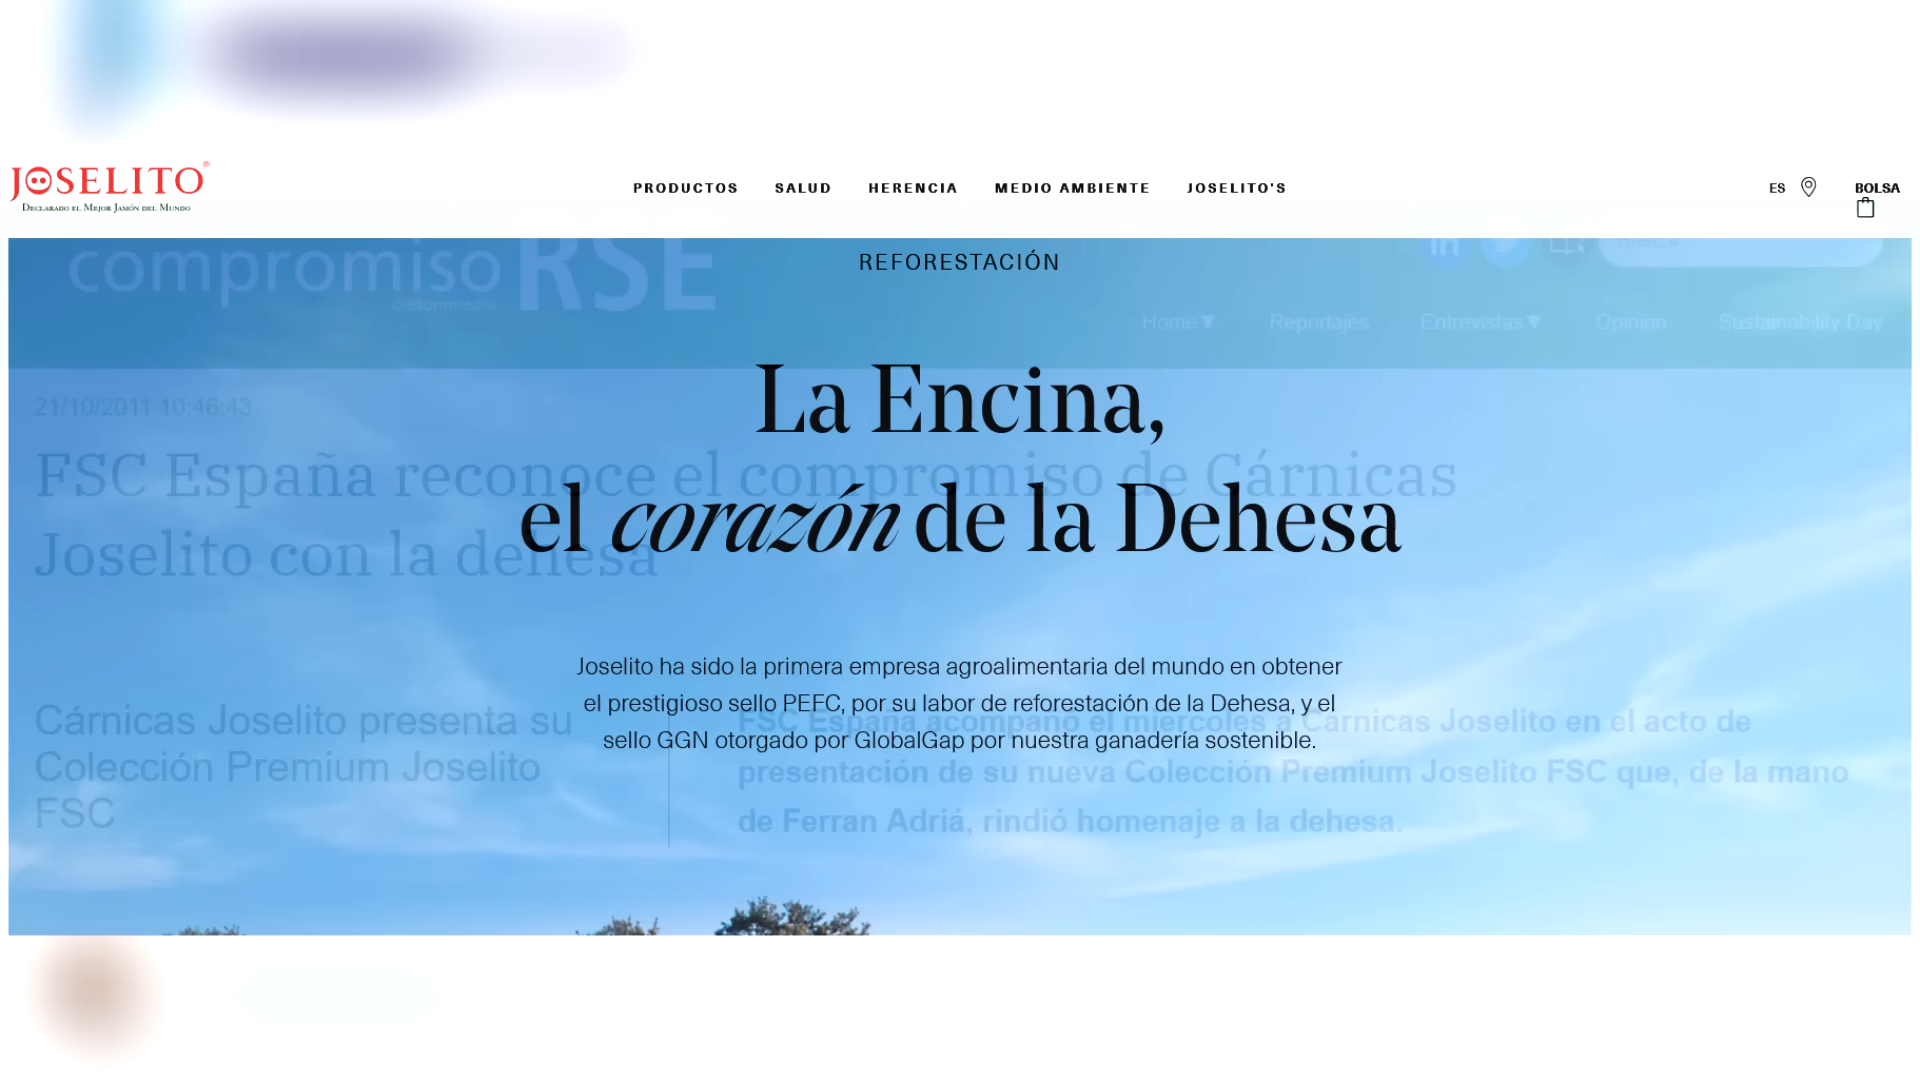 JOSELITO®
DECLARADO EL MEJOR JAMÓN DEL MUNDO
PRODUCTOS SALUD HERENCIA MEDIO AMBIENTE JOSELITO'S
ES BOLSA
compromiso RSE
custommedia
Buscar
REFORESTACIÓN
Home▼ Reportajes Entrevistas▼ Opinion Sustainability Day
La Encina,
el corazón de la Dehesa
21/10/2011 10:46:43
FSC España reconoce el compromiso de Cárnicas
Joselito con la dehesa
Joselito ha sido la primera empresa agroalimentaria del mundo en obtener
el prestigioso sello PEFC, por su labor de reforestación de la Dehesa, y el
sello GGN otorgado por GlobalGap por nuestra ganadería sostenible.
Cárnicas Joselito presenta su
Colección Premium Joselito
FSC
FSC España acompañó el miércoles a Cárnicas Joselito en el acto de
presentación de su nueva Colección Premium Joselito FSC que, de la mano
de Ferran Adriá, rindió homenaje a la dehesa.